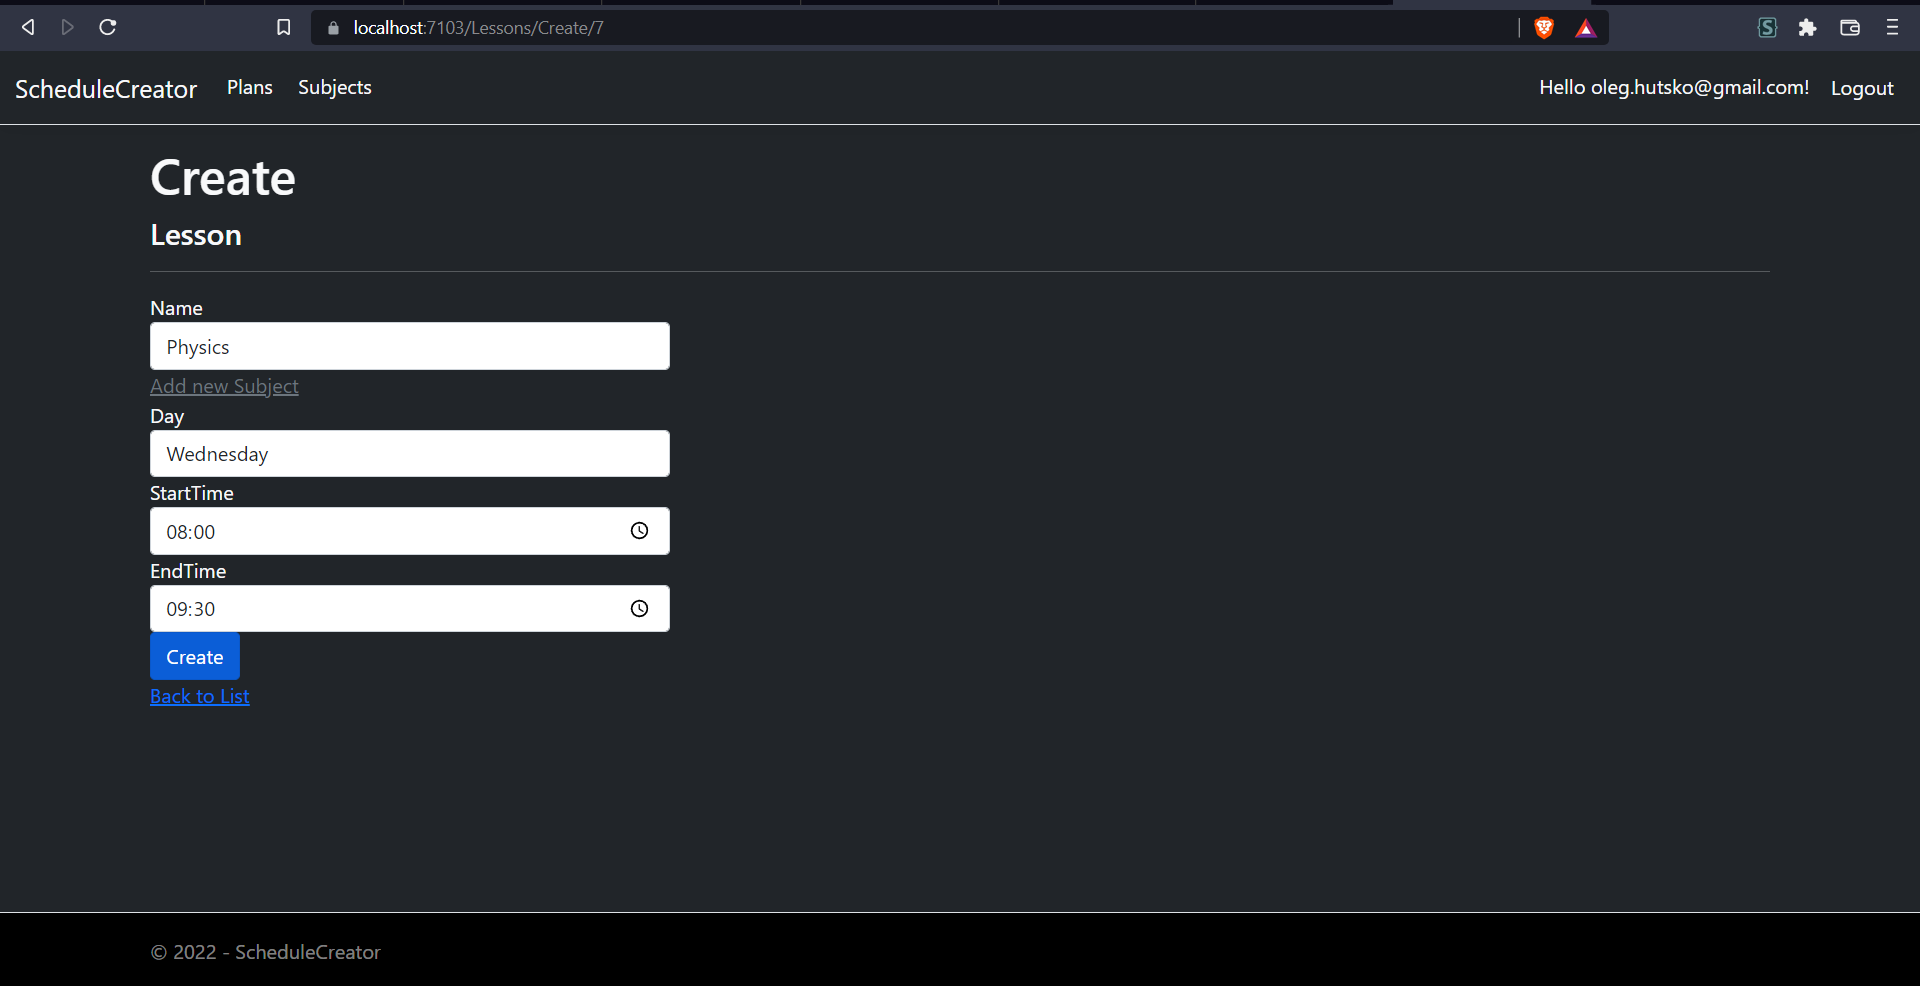 localhost:7103/Lessons/Create/7
ScheduleCreator Plans Subjects Hello oleg.hutsko@gmail.com! Logout
Create
Lesson
Name
Physics
Add new Subject
Day
Wednesday
StartTime
08:00
EndTime
09:30
Create
Back to List
© 2022 - ScheduleCreator